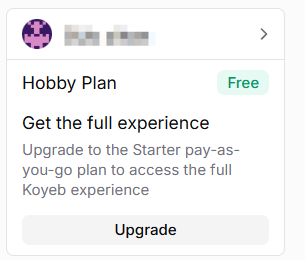 Hobby Plan
Free
Get the full experience
Upgrade to the Starter pay-as-
you-go plan to access the full
Koyeb experience
Upgrade